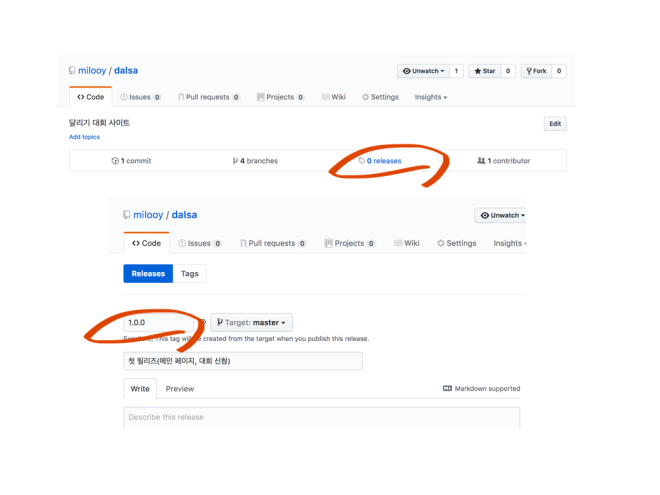 milooy / dalsa
Unwatch 1 Star 0 Fork 0
Code Issues 0 Pull requests 0 Projects 0 Wiki Settings Insights
달리기 대회 사이트
Edit
Add topics
1 commit 4 branches 0 releases 1 contributor
milooy / dalsa
Unwatch
Code Issues 0 Pull requests 0 Projects 0 Wiki Settings Insights
Releases Tags
1.0.0 Target: master
This tag will be created from the target when you publish this release.
첫 릴리즈(메인 페이지, 대회 신청)
Write Preview Markdown supported
Describe this release